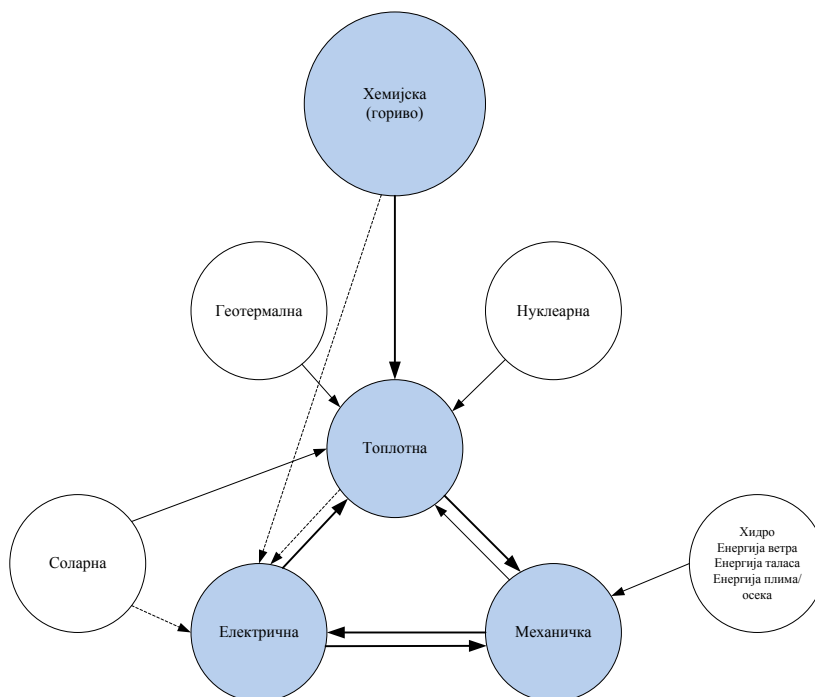 Хемијска
(гориво)
Геотермална
Нуклеарна
Топлотна
Соларна
Хидро
Енергија ветра
Енергија таласа
Енергија плима/
осека
Електрична
Механичка